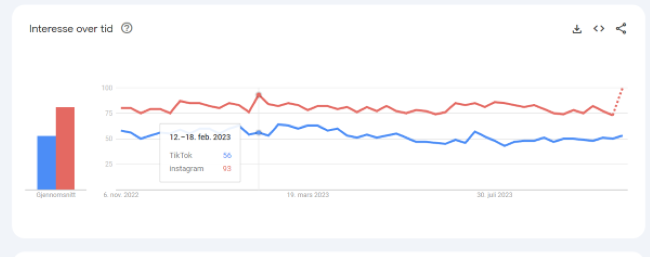 Interesse over tid
100
75
50
25
12.–18. feb. 2023
TikTok 56
instagram 93
Gjennomsnitt
6. nov. 2022
19. mars 2023
30. juli 2023